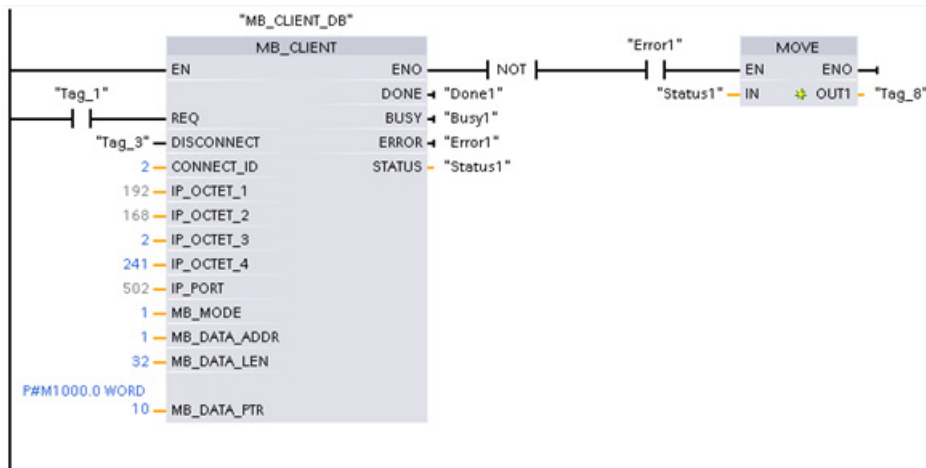 "MB_CLIENT_DB"
MB_CLIENT
"Error1"
MOVE
EN ENO NOT EN ENO
"Tag_1" DONE "Done1" "Status1" IN OUT1 "Tag_8"
REQ BUSY "Busy1"
"Tag_3" DISCONNECT ERROR "Error1"
2 CONNECT_ID STATUS "Status1"
192 IP_OCTET_1
168 IP_OCTET_2
2 IP_OCTET_3
241 IP_OCTET_4
502 IP_PORT
1 MB_MODE
1 MB_DATA_ADDR
32 MB_DATA_LEN
P#M1000.0 WORD
10 MB_DATA_PTR